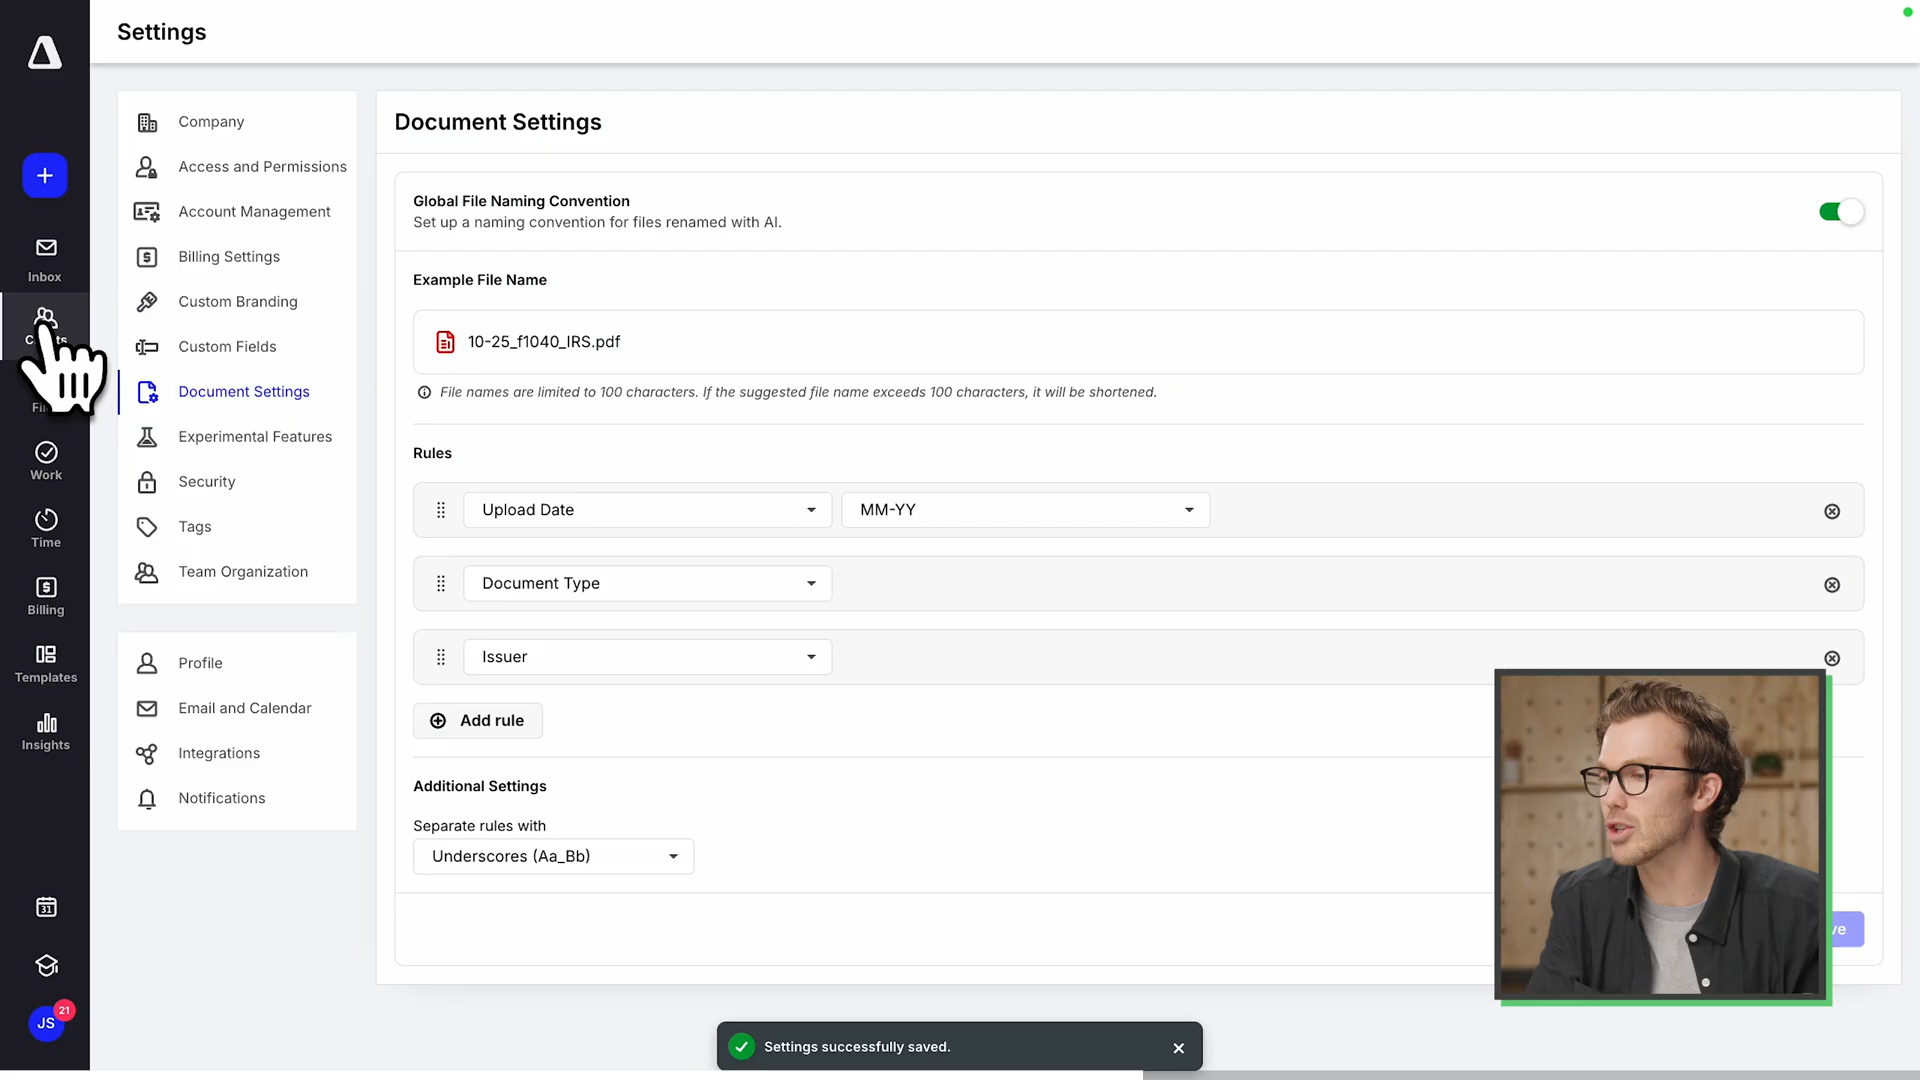 Settings
Inbox
Work
Time
Billing
Templates
Insights
31
JS
21
Company
Access and Permissions
Account Management
Billing Settings
Custom Branding
Custom Fields
Document Settings
Experimental Features
Security
Tags
Team Organization
Profile
Email and Calendar
Integrations
Notifications
Document Settings
Global File Naming Convention
Set up a naming convention for files renamed with AI.
Example File Name
10-25_f1040_IRS.pdf
File names are limited to 100 characters. If the suggested file name exceeds 100 characters, it will be shortened.
Rules
Upload Date
MM-YY
Document Type
Issuer
Add rule
Additional Settings
Separate rules with
Underscores (Aa_Bb)
Settings successfully saved.